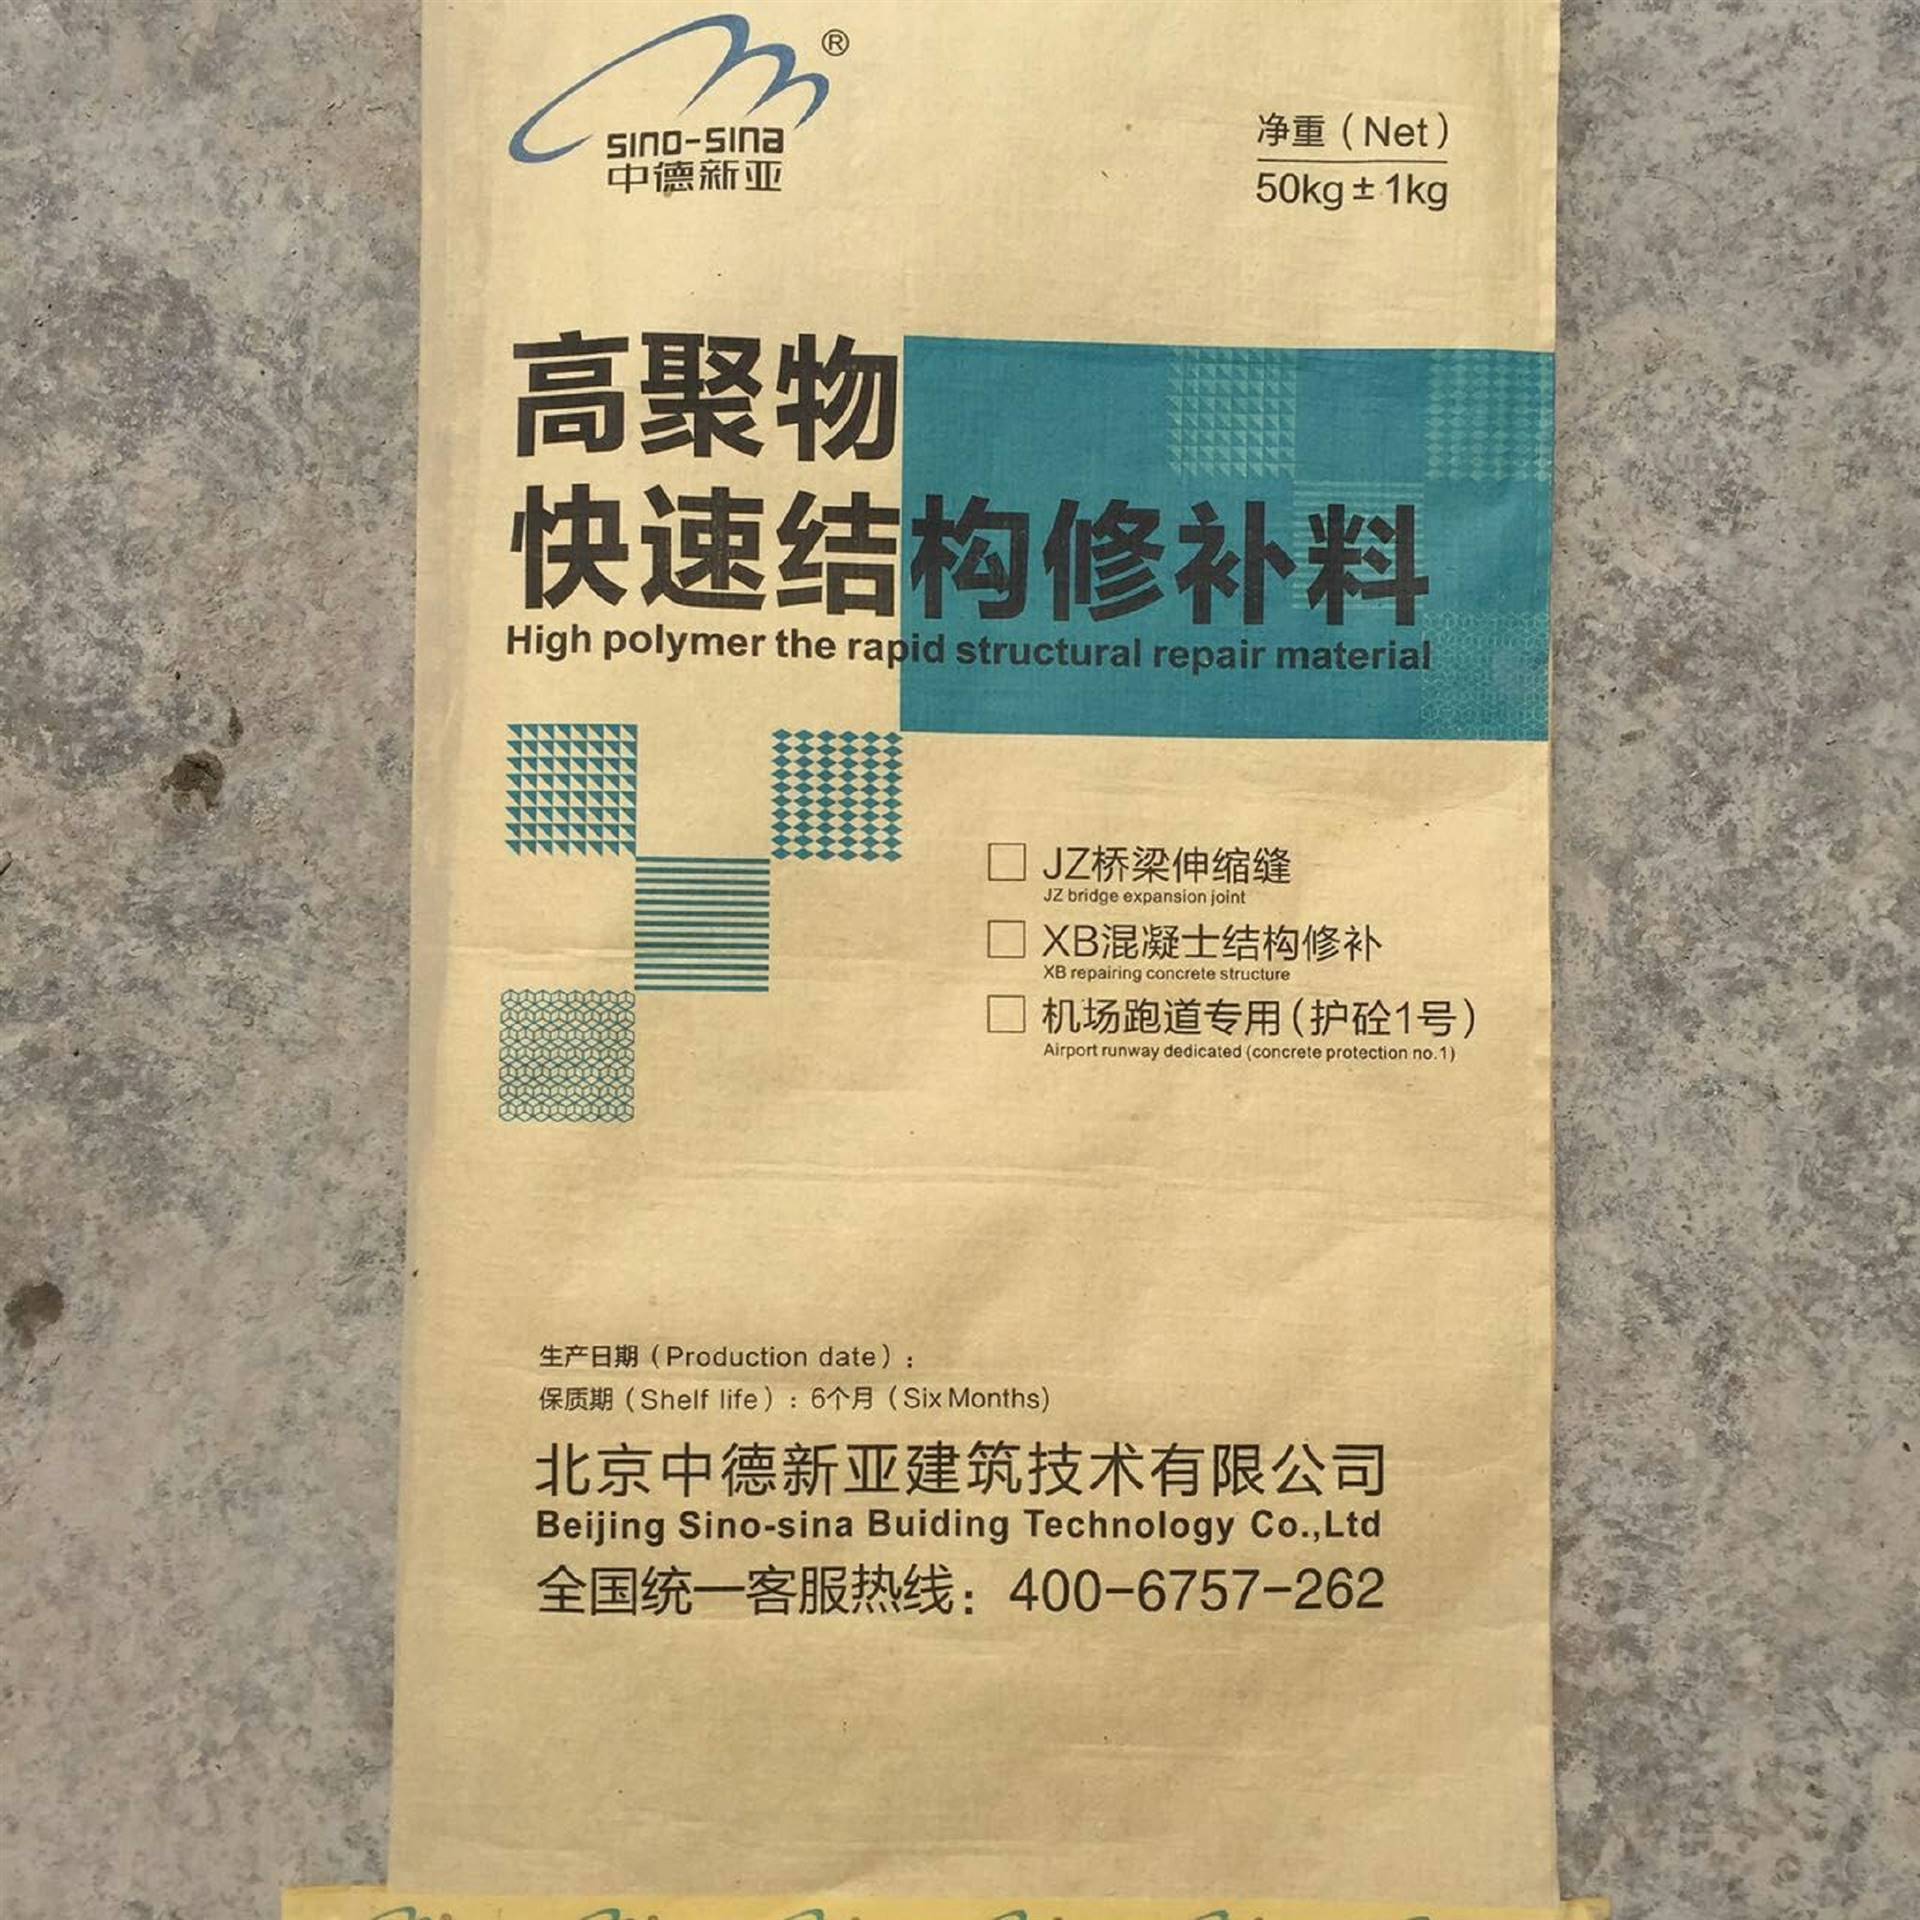 ®
sino-sina
中德新亚
净重（Net）
50kg±1kg
高聚物
快速结构修补料
High polymer the rapid structural repair material
JZ桥梁伸缩缝
JZ bridge expansion joint
XB混凝土结构修补
XB repairing concrete structure
机场跑道专用(护砼1号)
Airport runway dedicated (concrete protection no.1)
生产日期（Production date）:
保质期（Shelf life）: 6个月（Six Months)
北京中德新亚建筑技术有限公司
Beijing Sino-sina Buiding Technology Co.,Ltd
全国统一客服热线: 400-6757-262